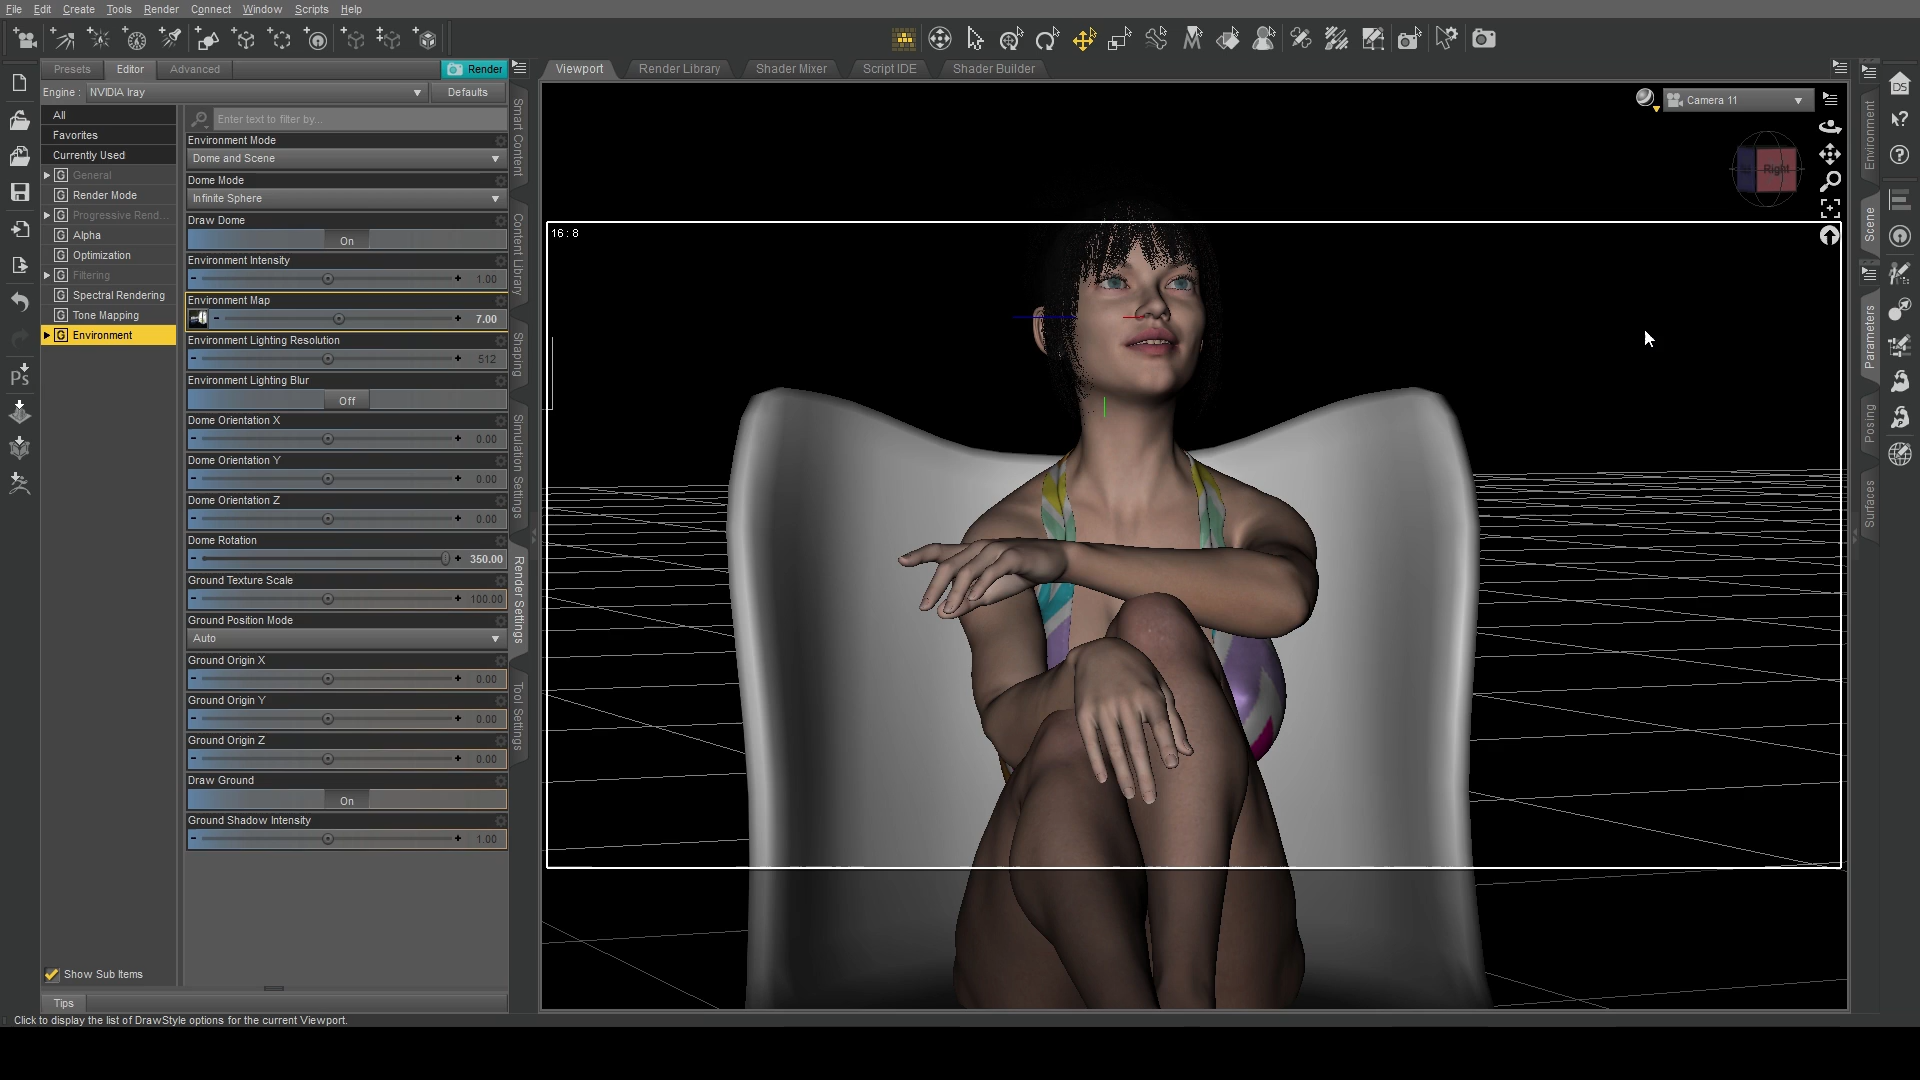 File Edit Create Tools Render Connect Window Scripts Help
Presets Editor Advanced Render
Viewport Render Library Shader Mixer Script IDE Shader Builder
Engine : NVIDIA Iray Defaults
All
Favorites
Currently Used
General
Render Mode
Progressive Rend...
Alpha
Optimization
Filtering
Spectral Rendering
Tone Mapping
Environment
Show Sub Items
Enter text to filter by...
Environment Mode
Dome and Scene
Dome Mode
Infinite Sphere
Draw Dome
On
Environment Intensity
1.00
Environment Map
7.00
Environment Lighting Resolution
512
Environment Lighting Blur
Off
Dome Orientation X
0.00
Dome Orientation Y
0.00
Dome Orientation Z
0.00
Dome Rotation
350.00
Ground Texture Scale
100.00
Ground Position Mode
Auto
Ground Origin X
0.00
Ground Origin Y
0.00
Ground Origin Z
0.00
Draw Ground
On
Ground Shadow Intensity
1.00
Smart Content
Content Library
Shaping
Simulation Settings
Render Settings
Tool Settings
Camera 11
Right
16 : 8
Environment
Scene
Parameters
Posing
Surfaces
DS
Ps
Tips
Click to display the list of DrawStyle options for the current Viewport.